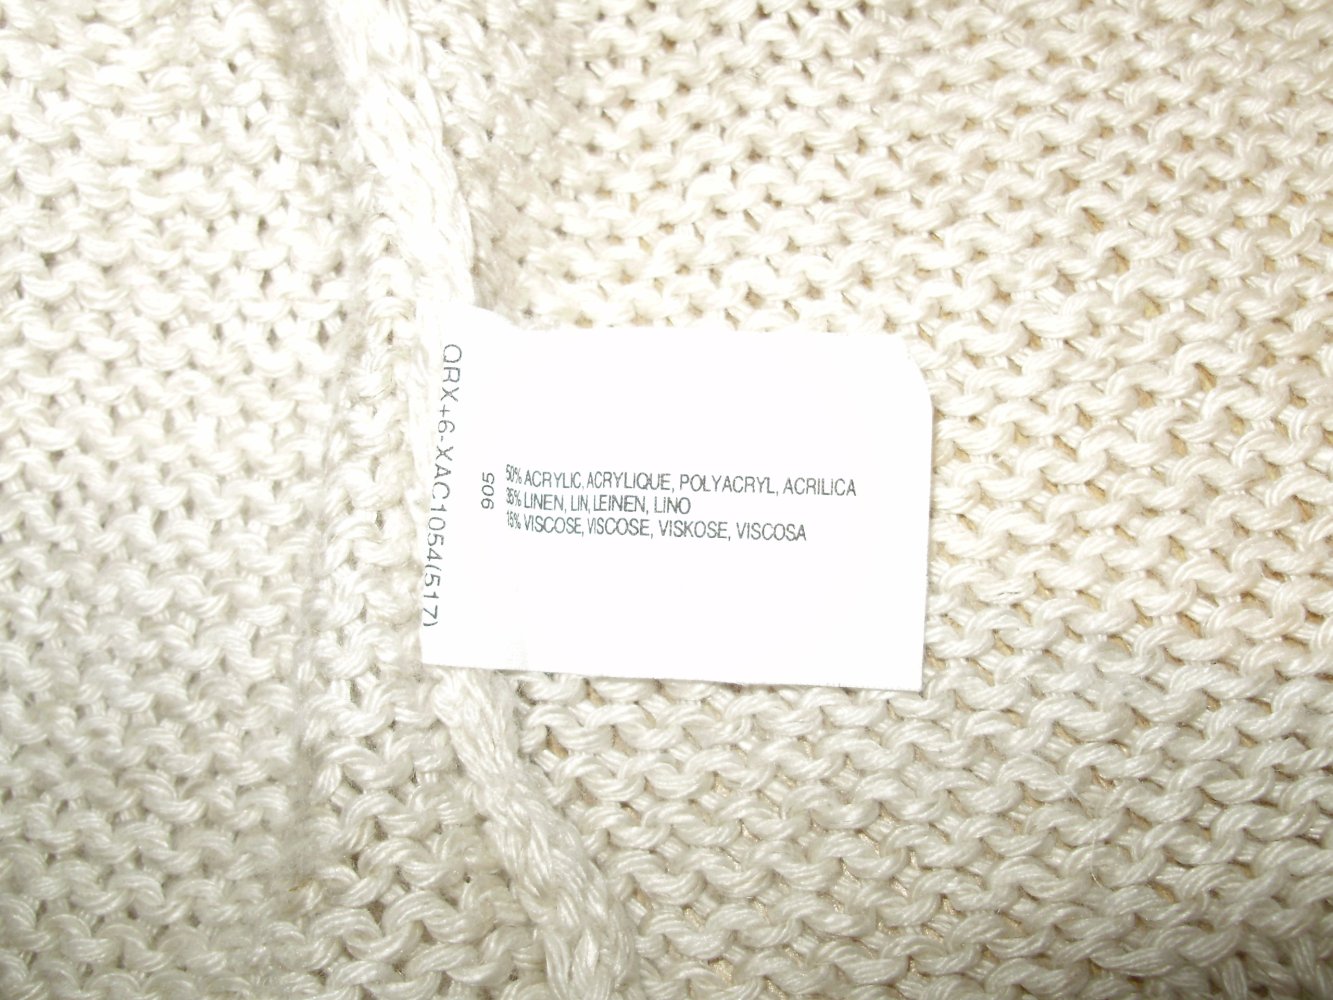 QRX+6-XAC1054(517)
905
50% ACRYLIC, ACRYLIQUE, POLYACRYL, ACRILICA
35% LINEN, LIN, LEINEN, LINO
15% VISCOSE, VISCOSE, VISKOSE, VISCOSA